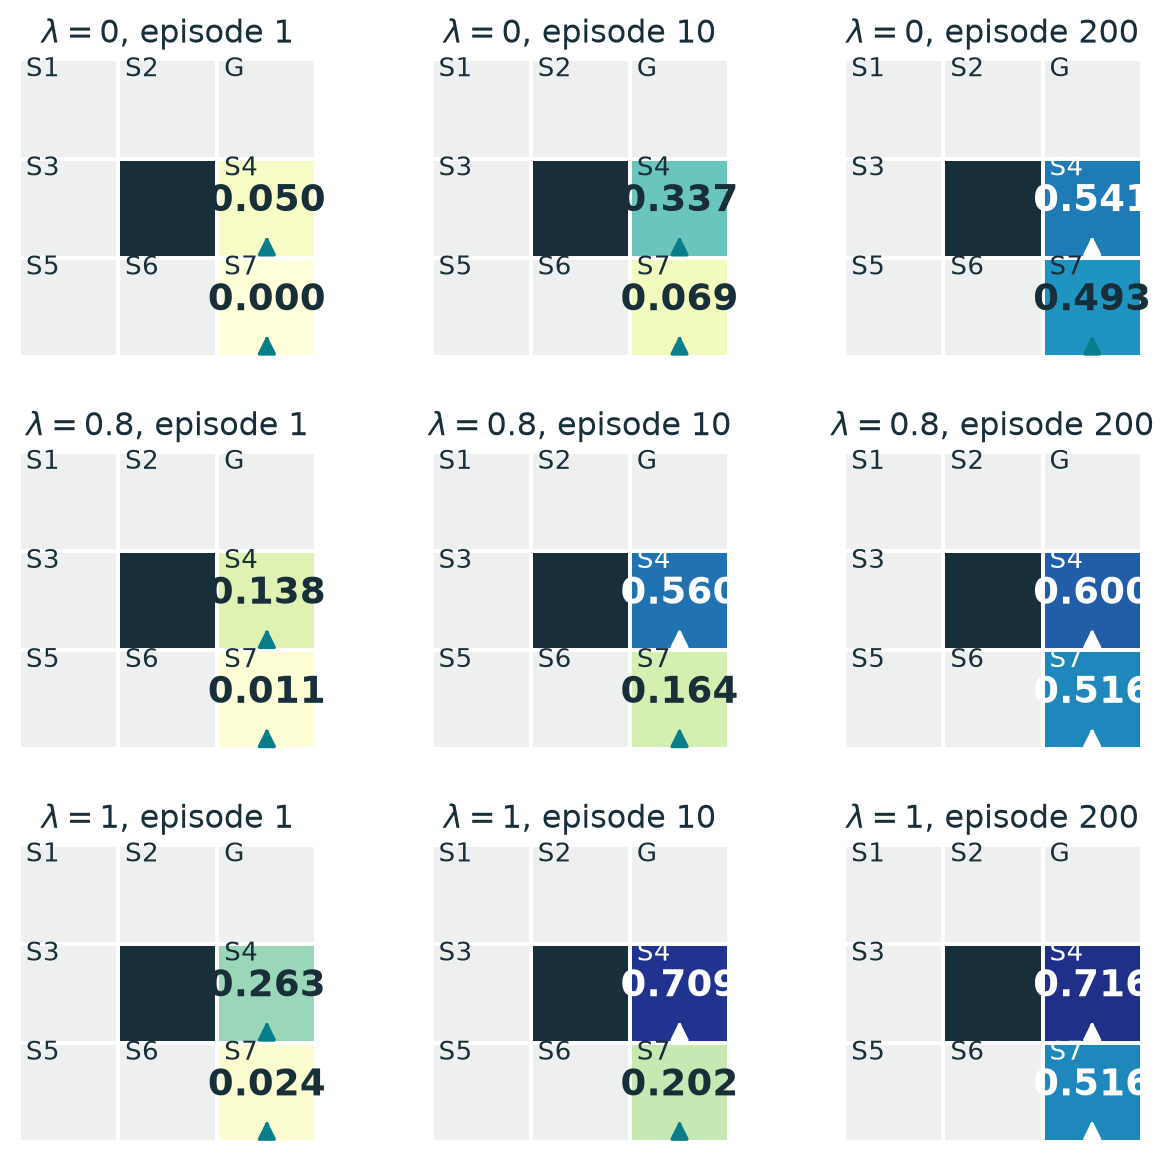 λ = 0, episode 1 λ = 0, episode 10 λ = 0, episode 200
S1 S2 G S1 S2 G S1 S2 G
S3 S4 S3 S4 S3 S4
0.050 0.337 0.541
S5 S6 S7 S5 S6 S7 S5 S6 S7
0.000 0.069 0.493
λ = 0.8, episode 1 λ = 0.8, episode 10 λ = 0.8, episode 200
S1 S2 G S1 S2 G S1 S2 G
S3 S4 S3 S4 S3 S4
0.138 0.560 0.600
S5 S6 S7 S5 S6 S7 S5 S6 S7
0.011 0.164 0.516
λ = 1, episode 1 λ = 1, episode 10 λ = 1, episode 200
S1 S2 G S1 S2 G S1 S2 G
S3 S4 S3 S4 S3 S4
0.263 0.709 0.716
S5 S6 S7 S5 S6 S7 S5 S6 S7
0.024 0.202 0.516